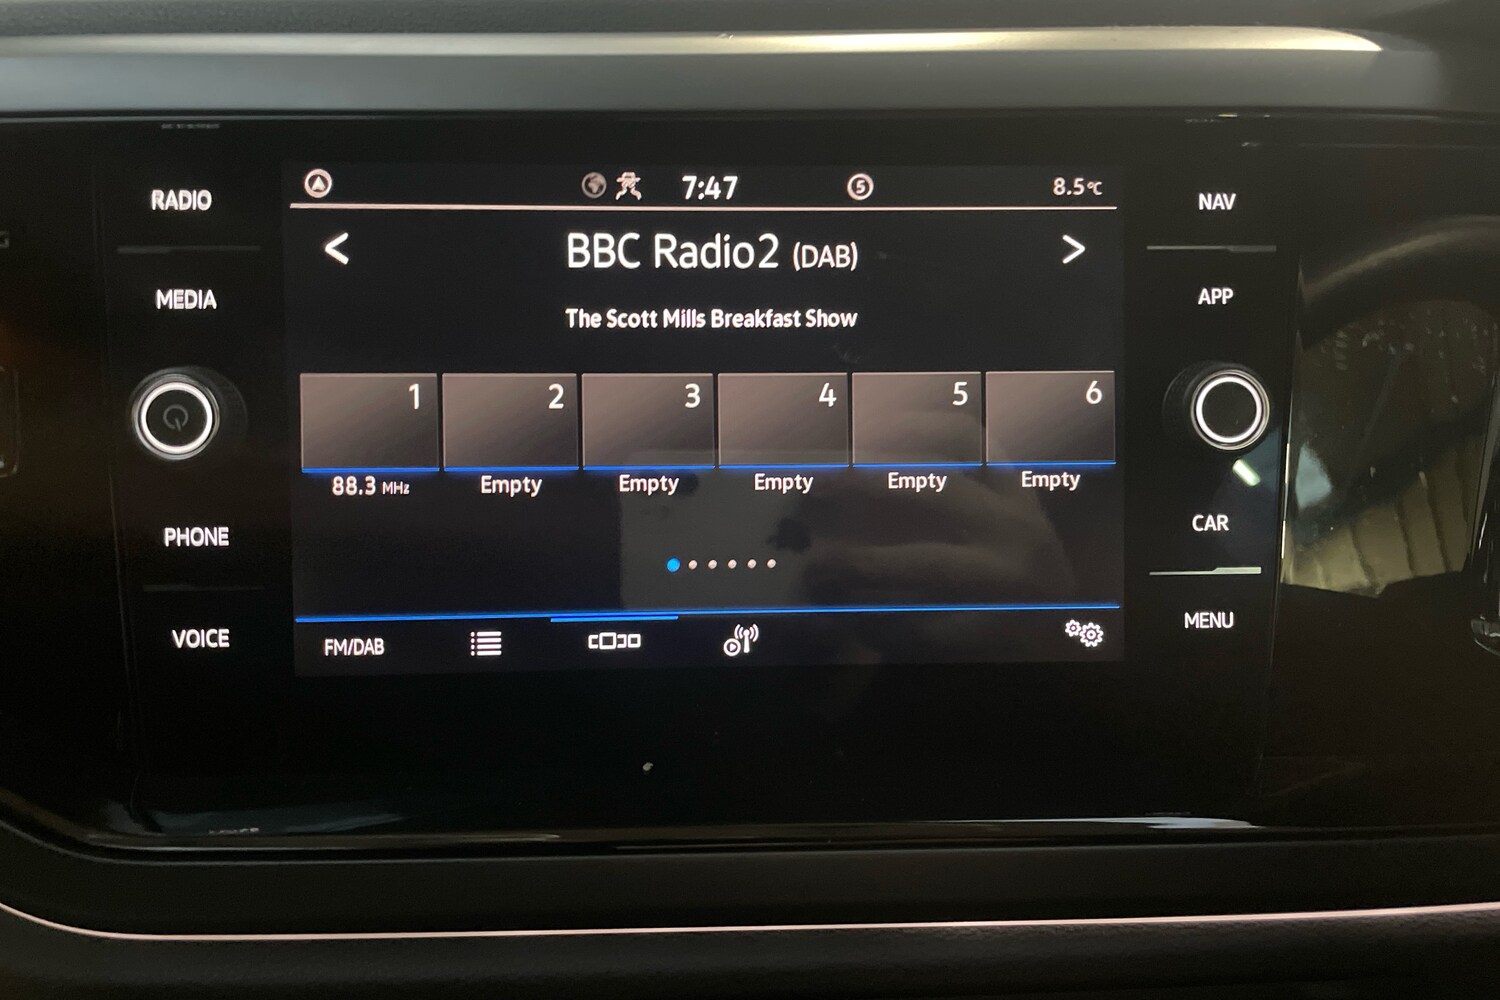 RADIO
MEDIA
PHONE
VOICE
7:47
5
8.5°C
<
BBC Radio2 (DAB)
>
The Scott Mills Breakfast Show
1
2
3
4
5
6
88.3 MHz
Empty
Empty
Empty
Empty
Empty
FM/DAB
NAV
APP
CAR
MENU